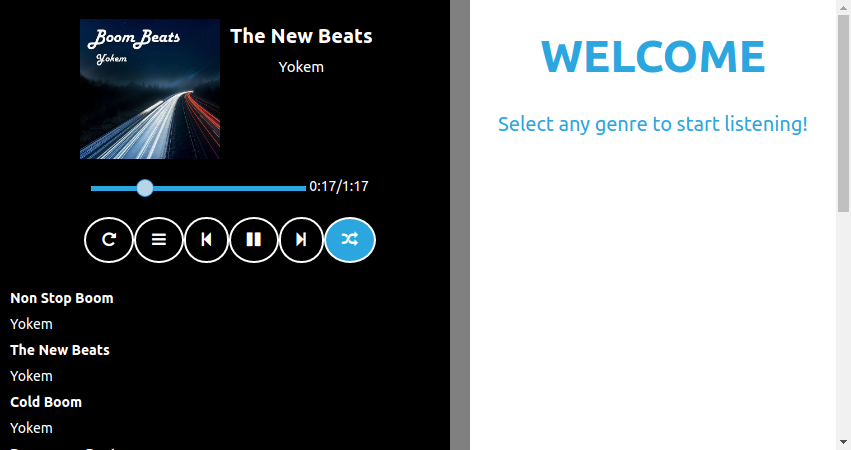 Boom Beats
Yokem
The New Beats
Yokem
0:17/1:17
Non Stop Boom
Yokem
The New Beats
Yokem
Cold Boom
Yokem
WELCOME
Select any genre to start listening!